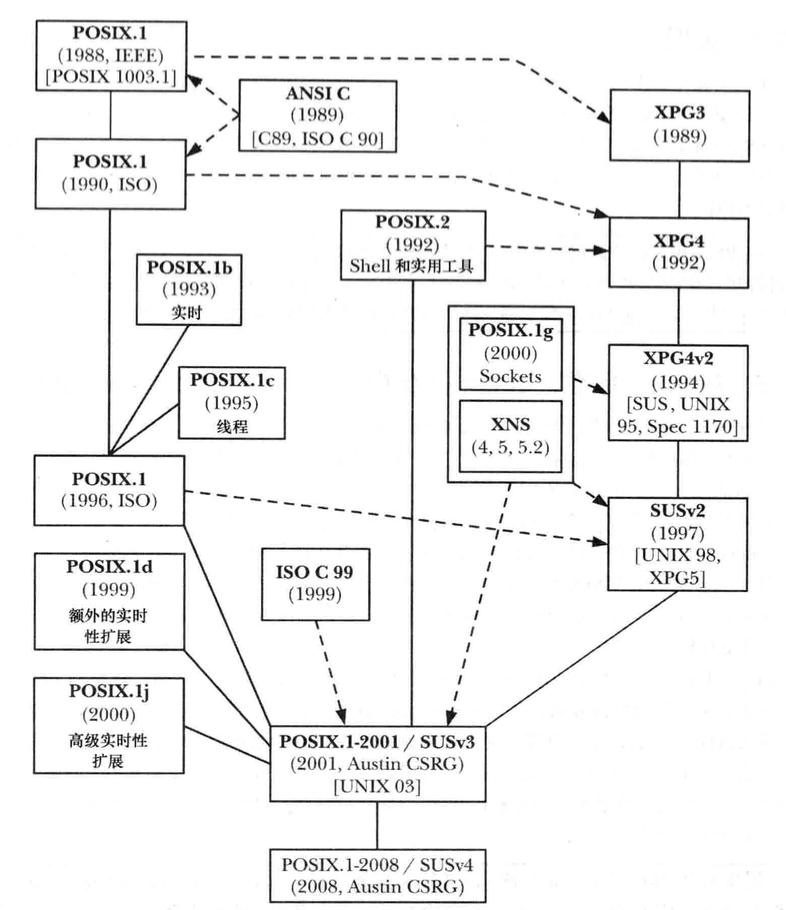 POSIX.1
(1988, IEEE)
[POSIX 1003.1]
ANSI C
(1989)
[C89, ISO C 90]
XPG3
(1989)
POSIX.1
(1990, ISO)
POSIX.2
(1992)
Shell 和实用工具
XPG4
(1992)
POSIX.1b
(1993)
实时
POSIX.1g
(2000)
Sockets
XPG4v2
(1994)
[SUS, UNIX
95, Spec 1170]
POSIX.1c
(1995)
线程
XNS
(4, 5, 5.2)
POSIX.1
(1996, ISO)
SUSv2
(1997)
[UNIX 98,
XPG5]
POSIX.1d
(1999)
额外的实时
性扩展
ISO C 99
(1999)
POSIX.1j
(2000)
高级实时性
扩展
POSIX.1-2001 / SUSv3
(2001, Austin CSRG)
[UNIX 03]
POSIX.1-2008 / SUSv4
(2008, Austin CSRG)